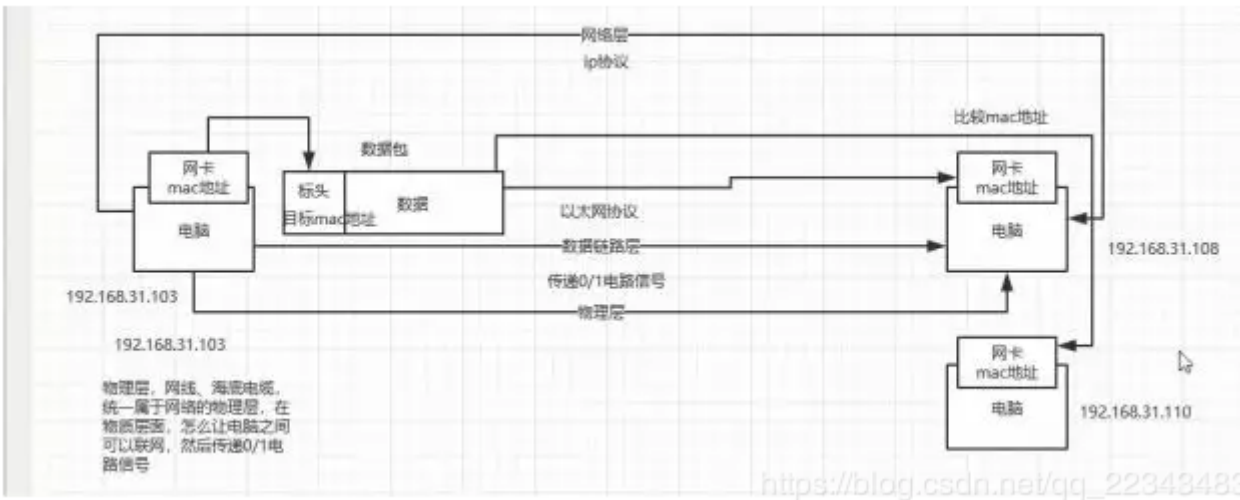 网络层
ip协议
比较mac地址
数据包
网卡
mac地址
电脑
标头
目标mac地址
数据
以太网协议
数据链路层
传递0/1电路信号
物理层
网卡
mac地址
电脑
192.168.31.108
192.168.31.103
192.168.31.103
网卡
mac地址
电脑
192.168.31.110
物理层，网线、海底电缆，
统一属于网络的物理层，在
物质层面，怎么让电脑之间
可以联网，然后传递0/1电
路信号
https://blog.csdn.net/qq_22343483